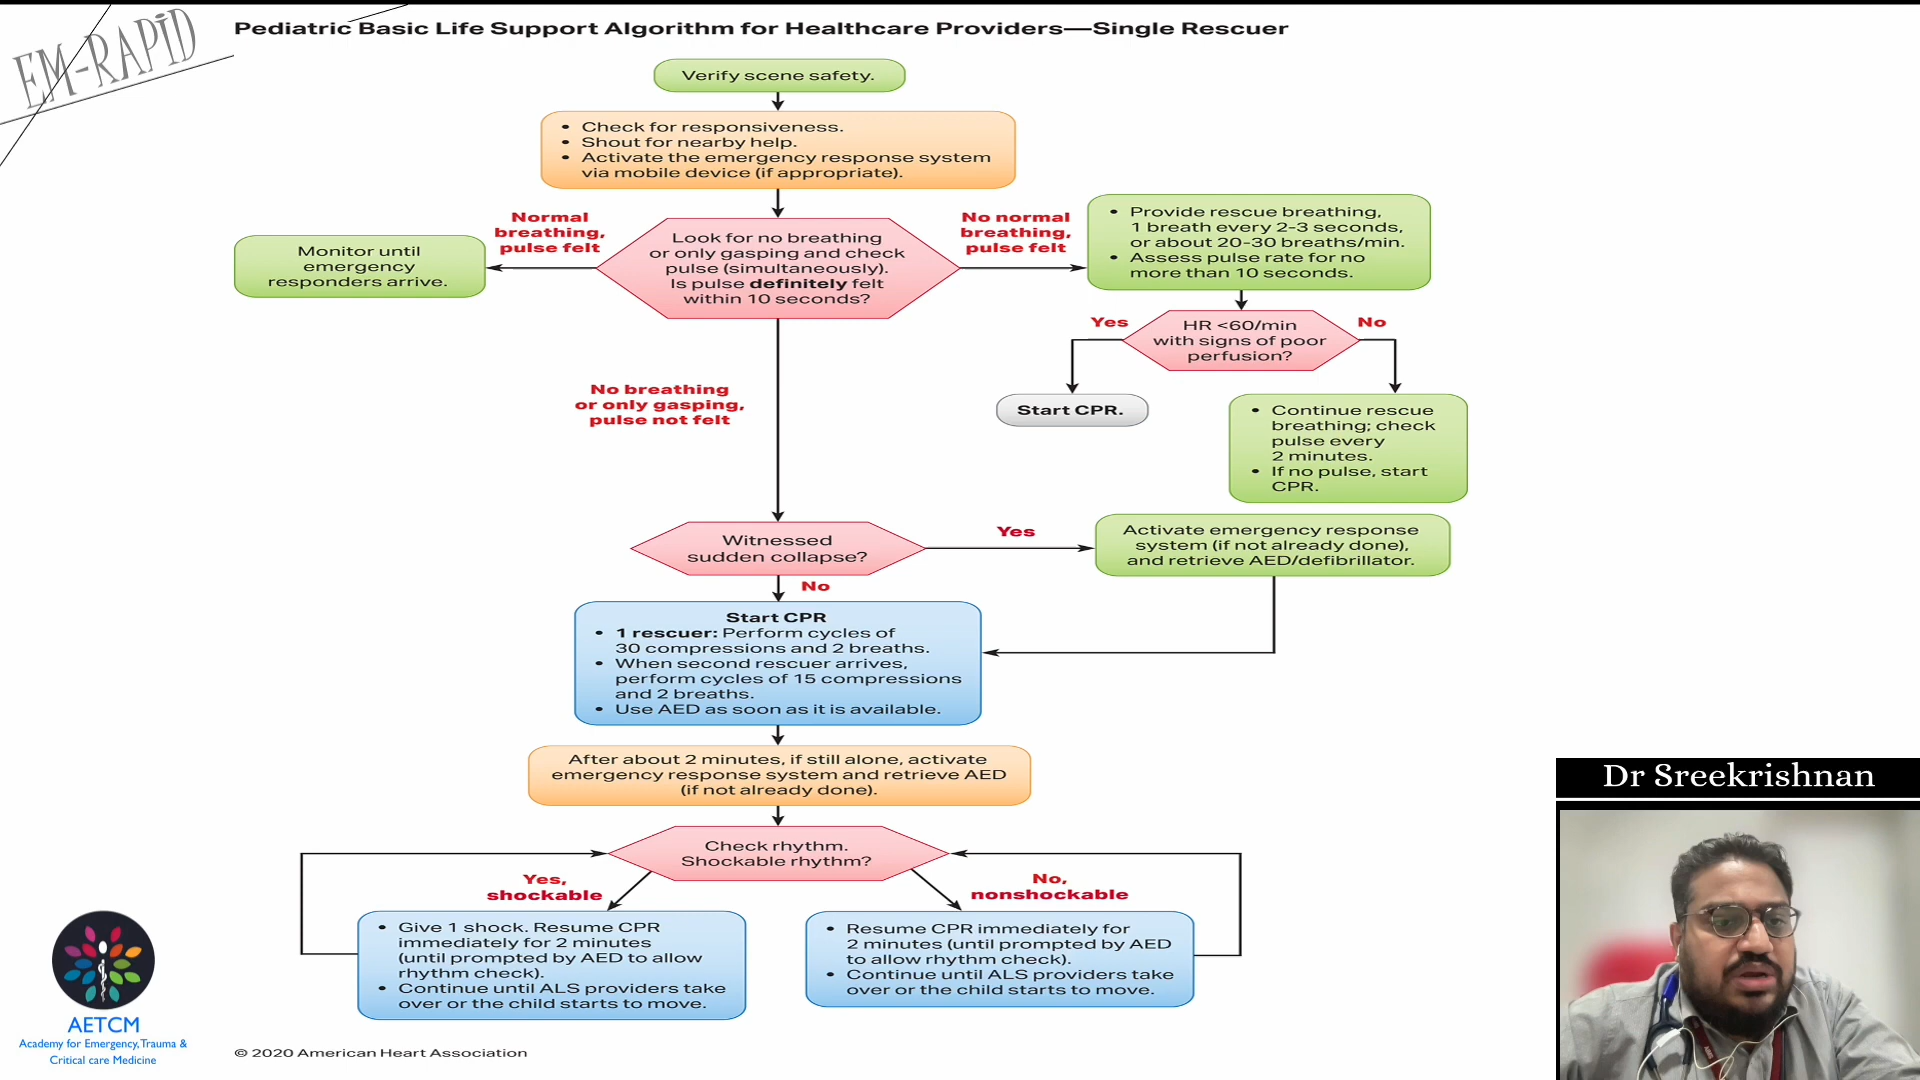 EM-RAPID
Pediatric Basic Life Support Algorithm for Healthcare Providers—Single Rescuer
Verify scene safety.
• Check for responsiveness.
• Shout for nearby help.
• Activate the emergency response system
via mobile device (if appropriate).
Normal
breathing,
pulse felt
Monitor until
emergency
responders arrive.
Look for no breathing
or only gasping and check
pulse (simultaneously).
Is pulse definitely felt
within 10 seconds?
No normal
breathing,
pulse felt
• Provide rescue breathing,
1 breath every 2-3 seconds,
or about 20-30 breaths/min.
• Assess pulse rate for no
more than 10 seconds.
Yes
HR <60/min
with signs of poor
perfusion?
No
Start CPR.
• Continue rescue
breathing; check
pulse every
2 minutes.
• If no pulse, start
CPR.
No breathing
or only gasping,
pulse not felt
Witnessed
sudden collapse?
Yes
Activate emergency response
system (if not already done),
and retrieve AED/defibrillator.
No
Start CPR
• 1 rescuer: Perform cycles of
30 compressions and 2 breaths.
• When second rescuer arrives,
perform cycles of 15 compressions
and 2 breaths.
• Use AED as soon as it is available.
After about 2 minutes, if still alone, activate
emergency response system and retrieve AED
(if not already done).
Check rhythm.
Shockable rhythm?
Yes,
shockable
No,
nonshockable
• Give 1 shock. Resume CPR
immediately for 2 minutes
(until prompted by AED to allow
rhythm check).
• Continue until ALS providers take
over or the child starts to move.
• Resume CPR immediately for
2 minutes (until prompted by AED
to allow rhythm check).
• Continue until ALS providers take
over or the child starts to move.
© 2020 American Heart Association
AETCM
Academy for Emergency, Trauma &
Critical care Medicine
Dr Sreekrishnan